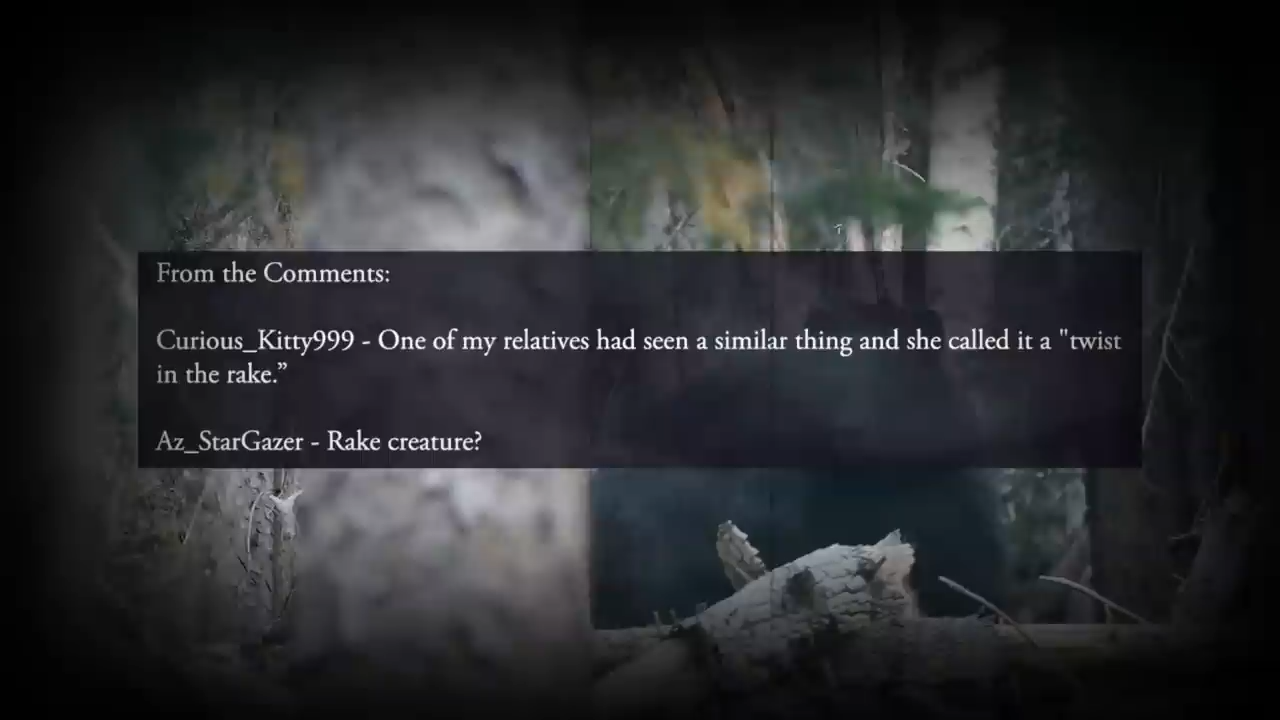 From the Comments:
Curious_Kitty999 - One of my relatives had seen a similar thing and she called it a "twist
in the rake.”
Az_StarGazer - Rake creature?